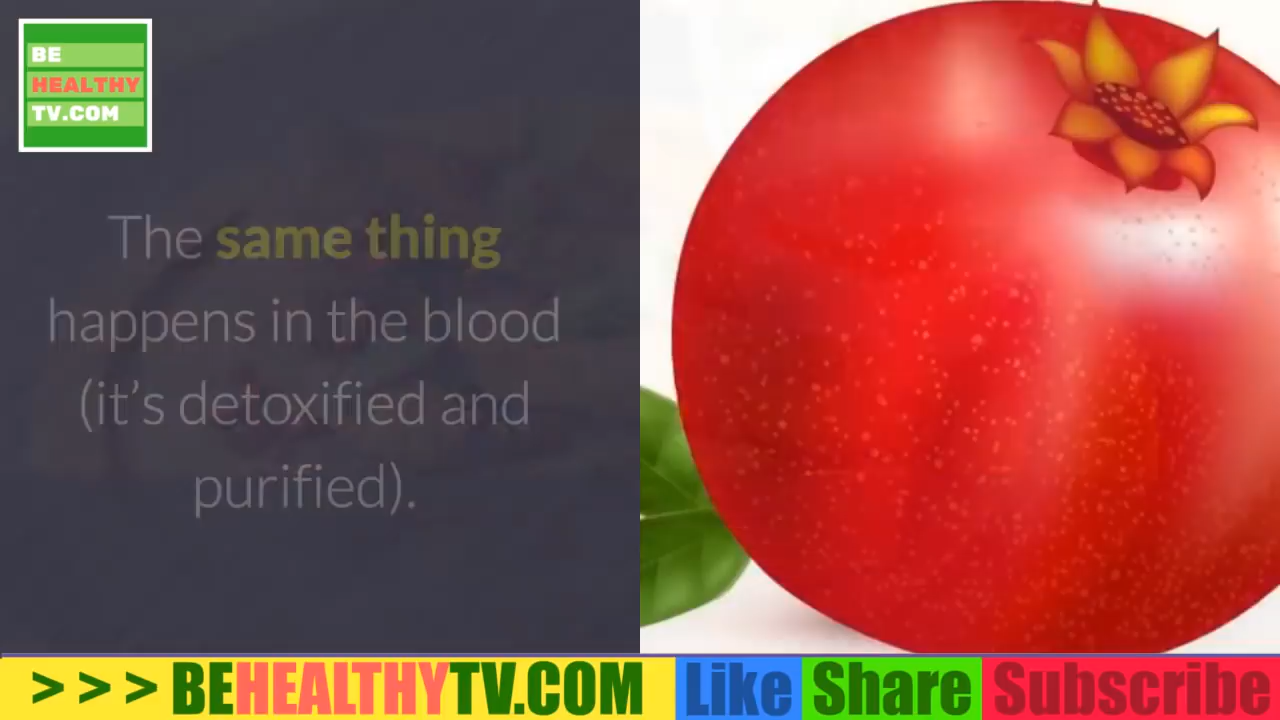 BE
HEALTHY
TV.COM
The same thing
happens in the blood
(it’s detoxified and
purified).
> > > BEHEALTHYTV.COM Like Share Subscribe